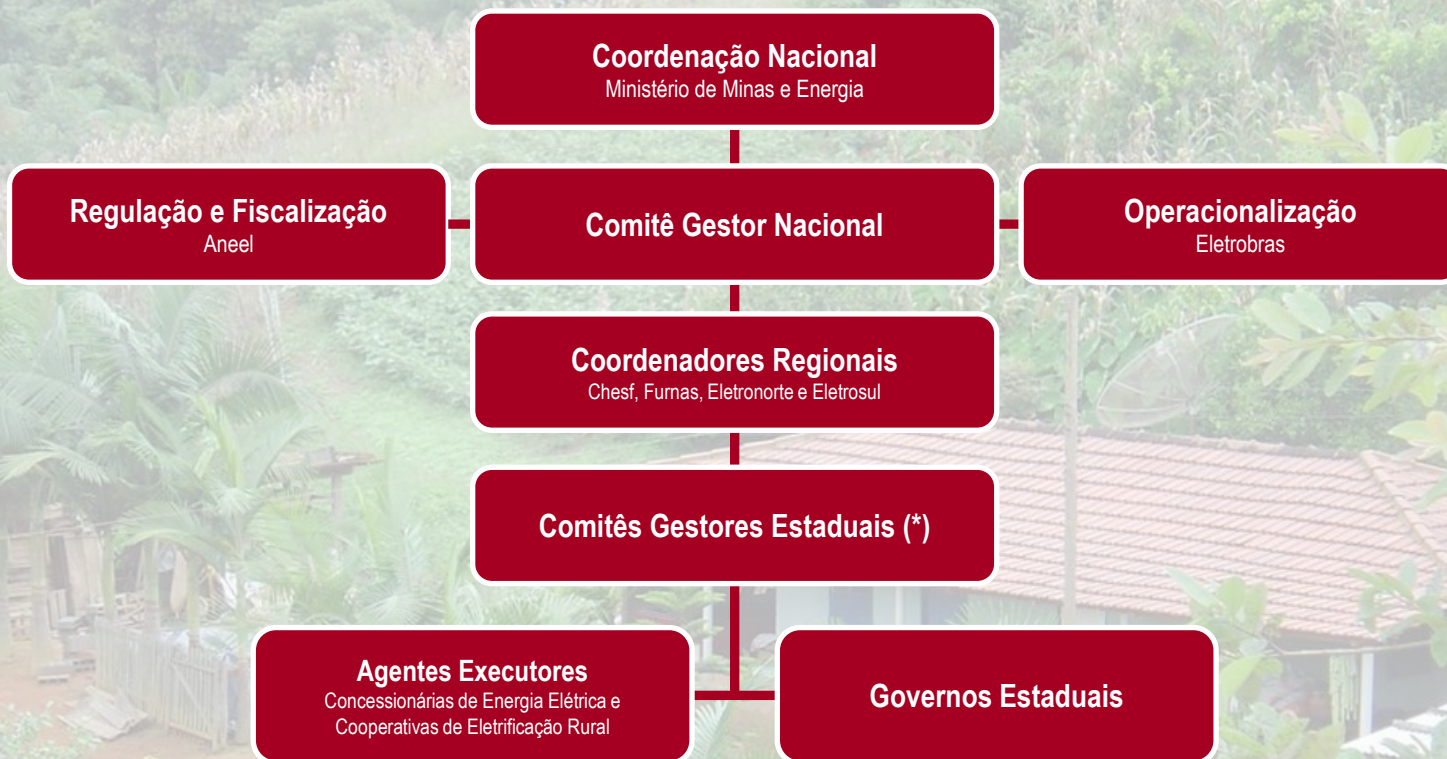 Coordenação Nacional
Ministério de Minas e Energia
Regulação e Fiscalização
Aneel
Comitê Gestor Nacional
Operacionalização
Eletrobras
Coordenadores Regionais
Chesf, Furnas, Eletronorte e Eletrosul
Comitês Gestores Estaduais (*)
Agentes Executores
Concessionárias de Energia Elétrica e
Cooperativas de Eletrificação Rural
Governos Estaduais